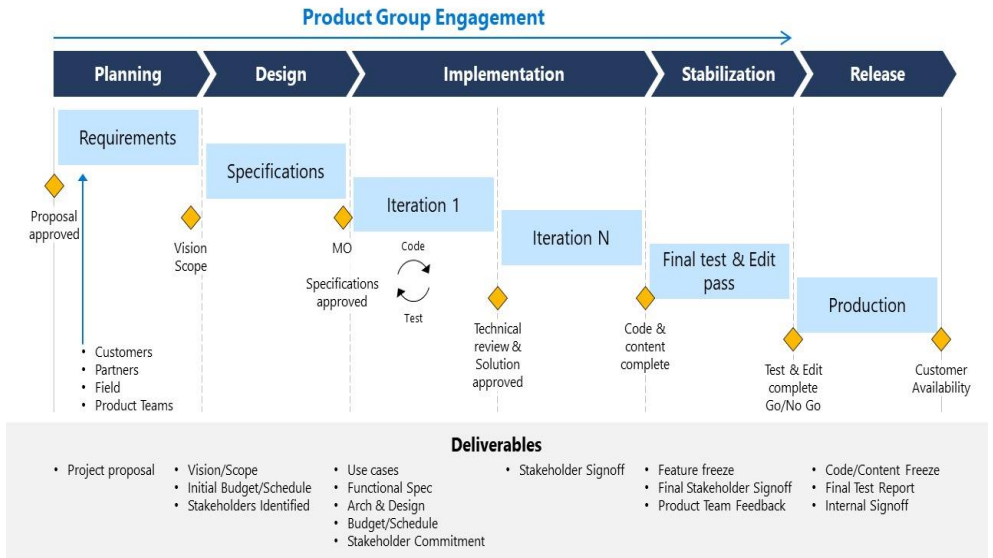 Product Group Engagement
Planning
Design
Implementation
Stabilization
Release
Requirements
Specifications
Iteration 1
Iteration N
Final test & Edit
pass
Production
Proposal
approved
Vision
Scope
MO
Specifications
approved
Code
Test
Technical
review &
Solution
approved
Code &
content
complete
Test & Edit
complete
Go/No Go
Customer
Availability
• Customers
• Partners
• Field
• Product Teams
Deliverables
• Project proposal
• Vision/Scope
• Initial Budget/Schedule
• Stakeholders Identified
• Use cases
• Functional Spec
• Arch & Design
• Budget/Schedule
• Stakeholder Commitment
• Stakeholder Signoff
• Feature freeze
• Final Stakeholder Signoff
• Product Team Feedback
• Code/Content Freeze
• Final Test Report
• Internal Signoff